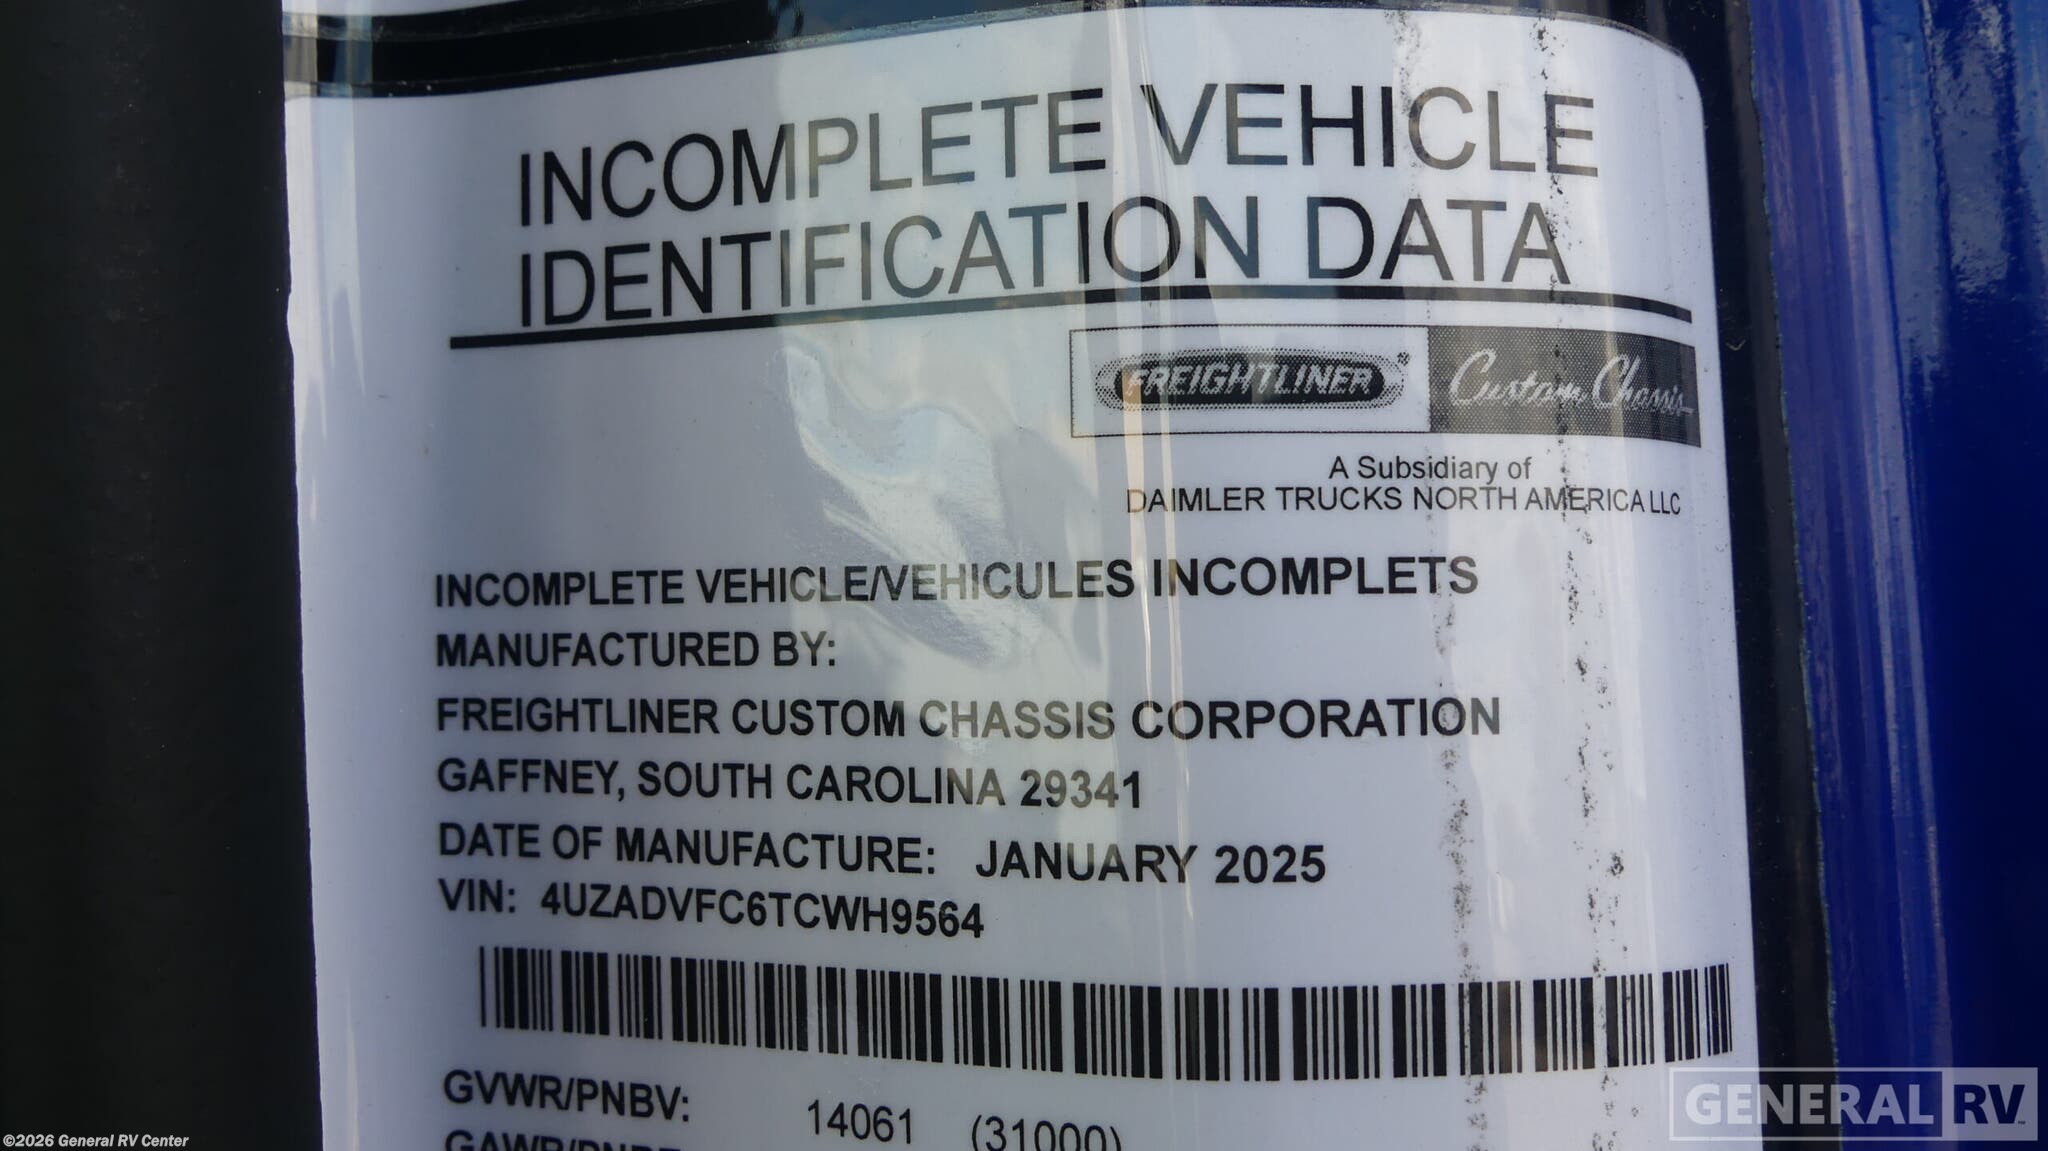 INCOMPLETE VEHICLE
IDENTIFICATION DATA
FREIGHTLINER® Custom Chassis
A Subsidiary of
DAIMLER TRUCKS NORTH AMERICA LLC
INCOMPLETE VEHICLE/VEHICULES INCOMPLETS
MANUFACTURED BY:
FREIGHTLINER CUSTOM CHASSIS CORPORATION
GAFFNEY, SOUTH CAROLINA 29341
DATE OF MANUFACTURE: JANUARY 2025
VIN: 4UZADVFC6TCWH9564
GVWR/PNBV: 14061 (31000)
GENERAL RV
©2026 General RV Center